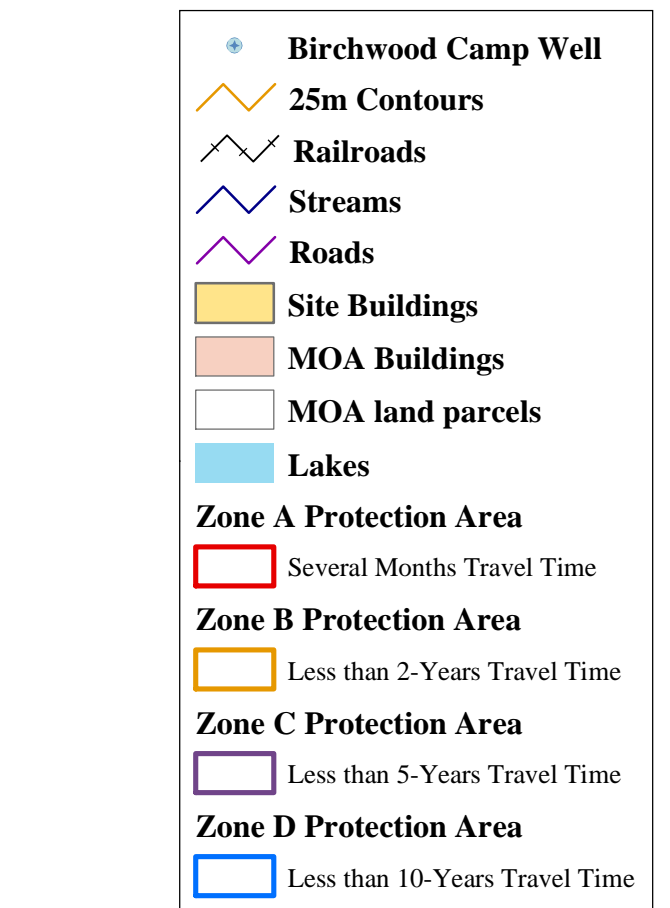 Birchwood Camp Well
25m Contours
Railroads
Streams
Roads
Site Buildings
MOA Buildings
MOA land parcels
Lakes
Zone A Protection Area
Several Months Travel Time
Zone B Protection Area
Less than 2-Years Travel Time
Zone C Protection Area
Less than 5-Years Travel Time
Zone D Protection Area
Less than 10-Years Travel Time